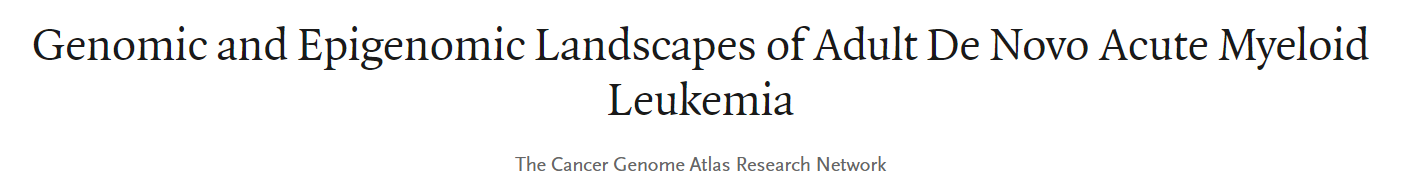 Genomic and Epigenomic Landscapes of Adult De Novo Acute Myeloid
Leukemia
The Cancer Genome Atlas Research Network